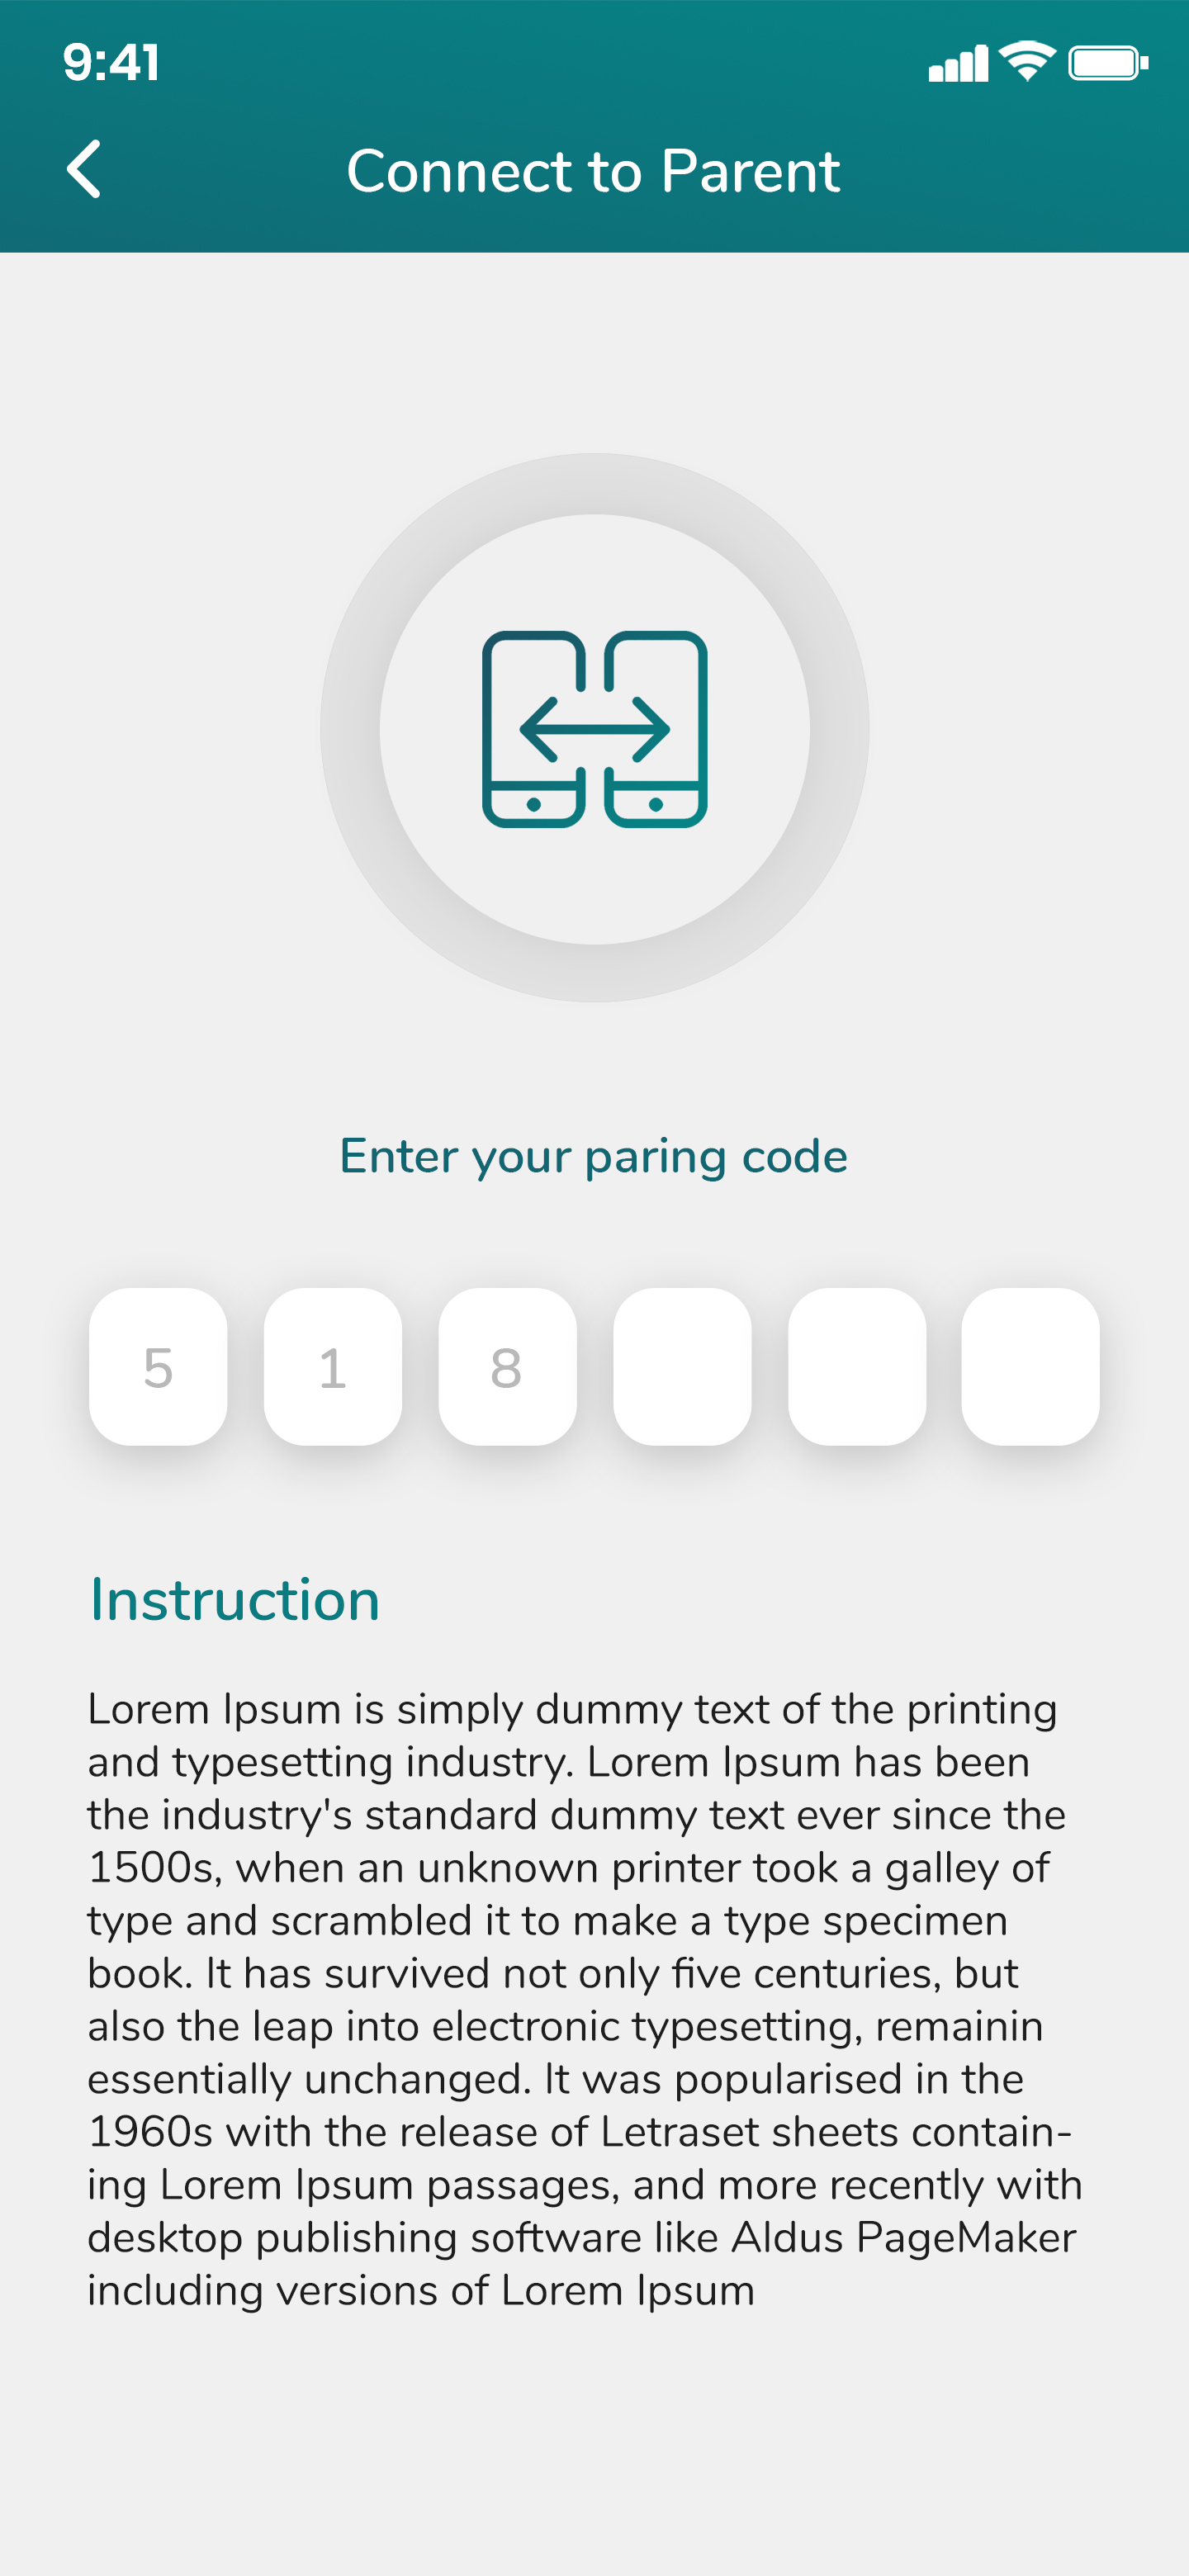 9:41
Connect to Parent
Enter your paring code
5 1 8
Instruction
Lorem Ipsum is simply dummy text of the printing
and typesetting industry. Lorem Ipsum has been
the industry's standard dummy text ever since the
1500s, when an unknown printer took a galley of
type and scrambled it to make a type specimen
book. It has survived not only five centuries, but
also the leap into electronic typesetting, remainin
essentially unchanged. It was popularised in the
1960s with the release of Letraset sheets contain-
ing Lorem Ipsum passages, and more recently with
desktop publishing software like Aldus PageMaker
including versions of Lorem Ipsum